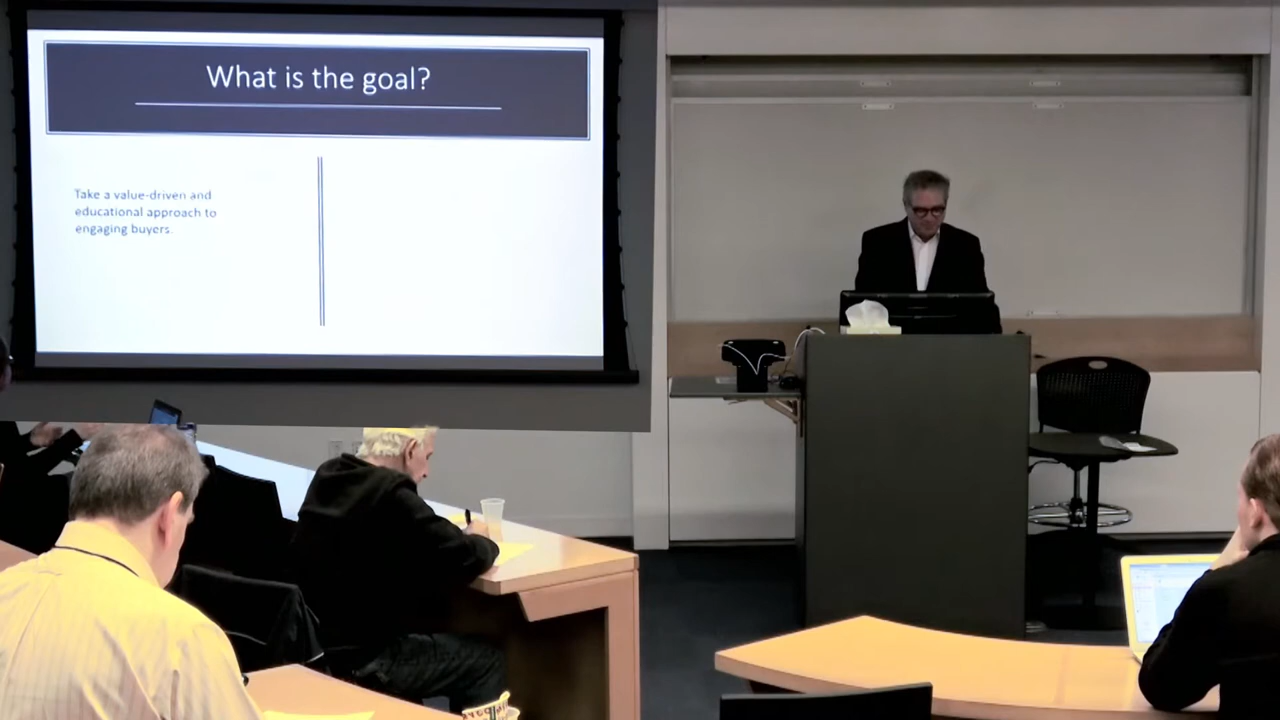 What is the goal?
Take a value-driven and
educational approach to
engaging buyers.